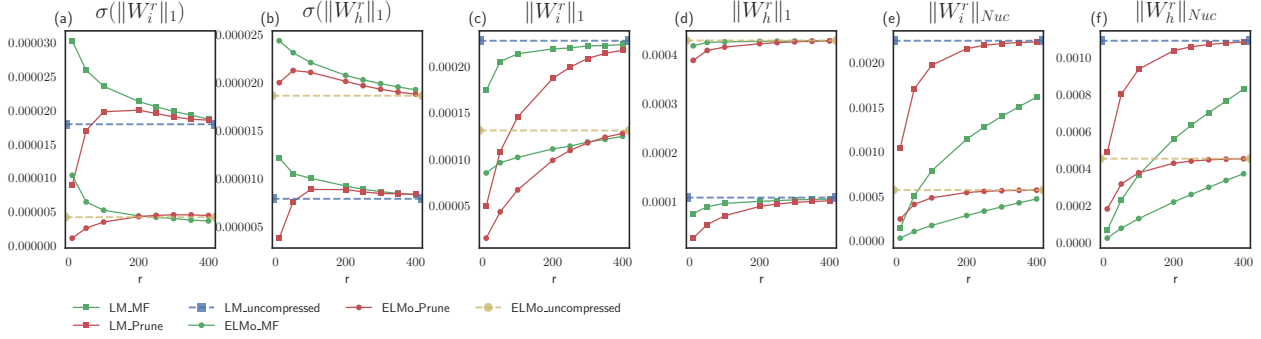 (a) σ(‖W_i^r‖_1)
0.000030
0.000025
0.000020
0.000015
0.000010
0.000005
0.000000
0 200 400
r
(b) σ(‖W_h^r‖_1)
0.000025
0.000020
0.000015
0.000010
0.000005
0 200 400
r
(c) ‖W_i^r‖_1
0.00020
0.00015
0.00010
0.00005
0 200 400
r
(d) ‖W_h^r‖_1
0.0004
0.0003
0.0002
0.0001
0 200 400
r
(e) ‖W_i^r‖_{Nuc}
0.0020
0.0015
0.0010
0.0005
0.0000
0 200 400
r
(f) ‖W_h^r‖_{Nuc}
0.0010
0.0008
0.0006
0.0004
0.0002
0.0000
0 200 400
r
LM_MF LM_uncompressed ELMo_Prune ELMo_uncompressed
LM_Prune ELMo_MF